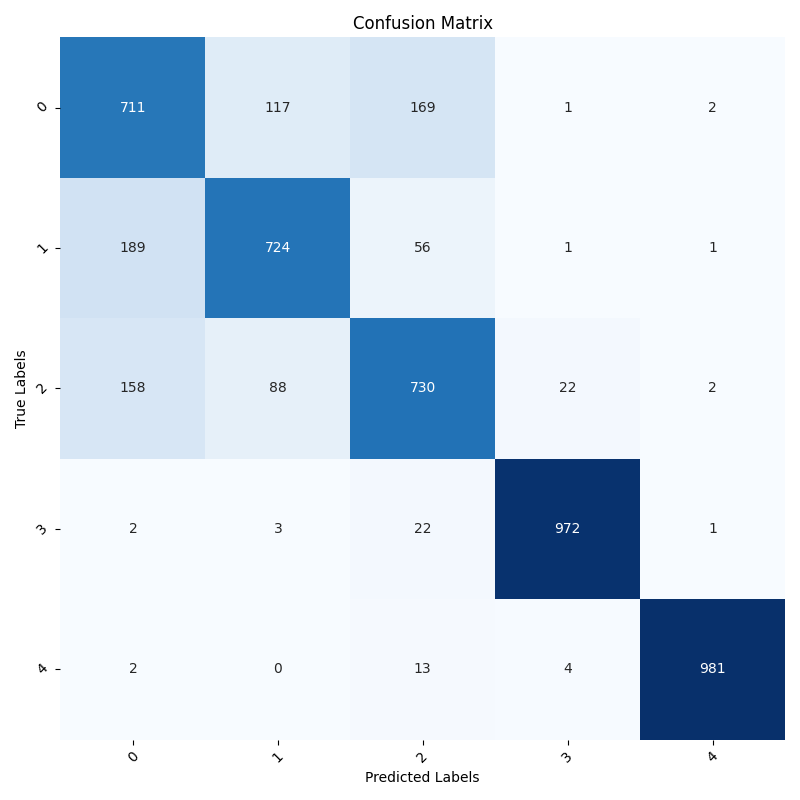 Confusion Matrix
True Labels
0 711 117 169 1 2
1 189 724 56 1 1
2 158 88 730 22 2
3 2 3 22 972 1
4 2 0 13 4 981
0 1 2 3 4
Predicted Labels